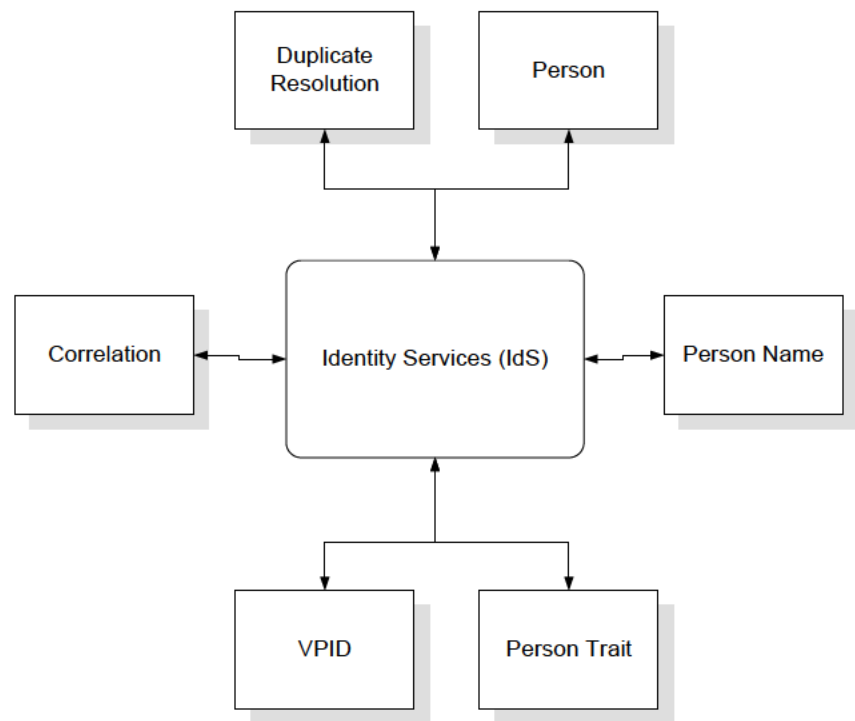 Duplicate
Resolution
Person
Correlation
Identity Services (IdS)
Person Name
VPID
Person Trait